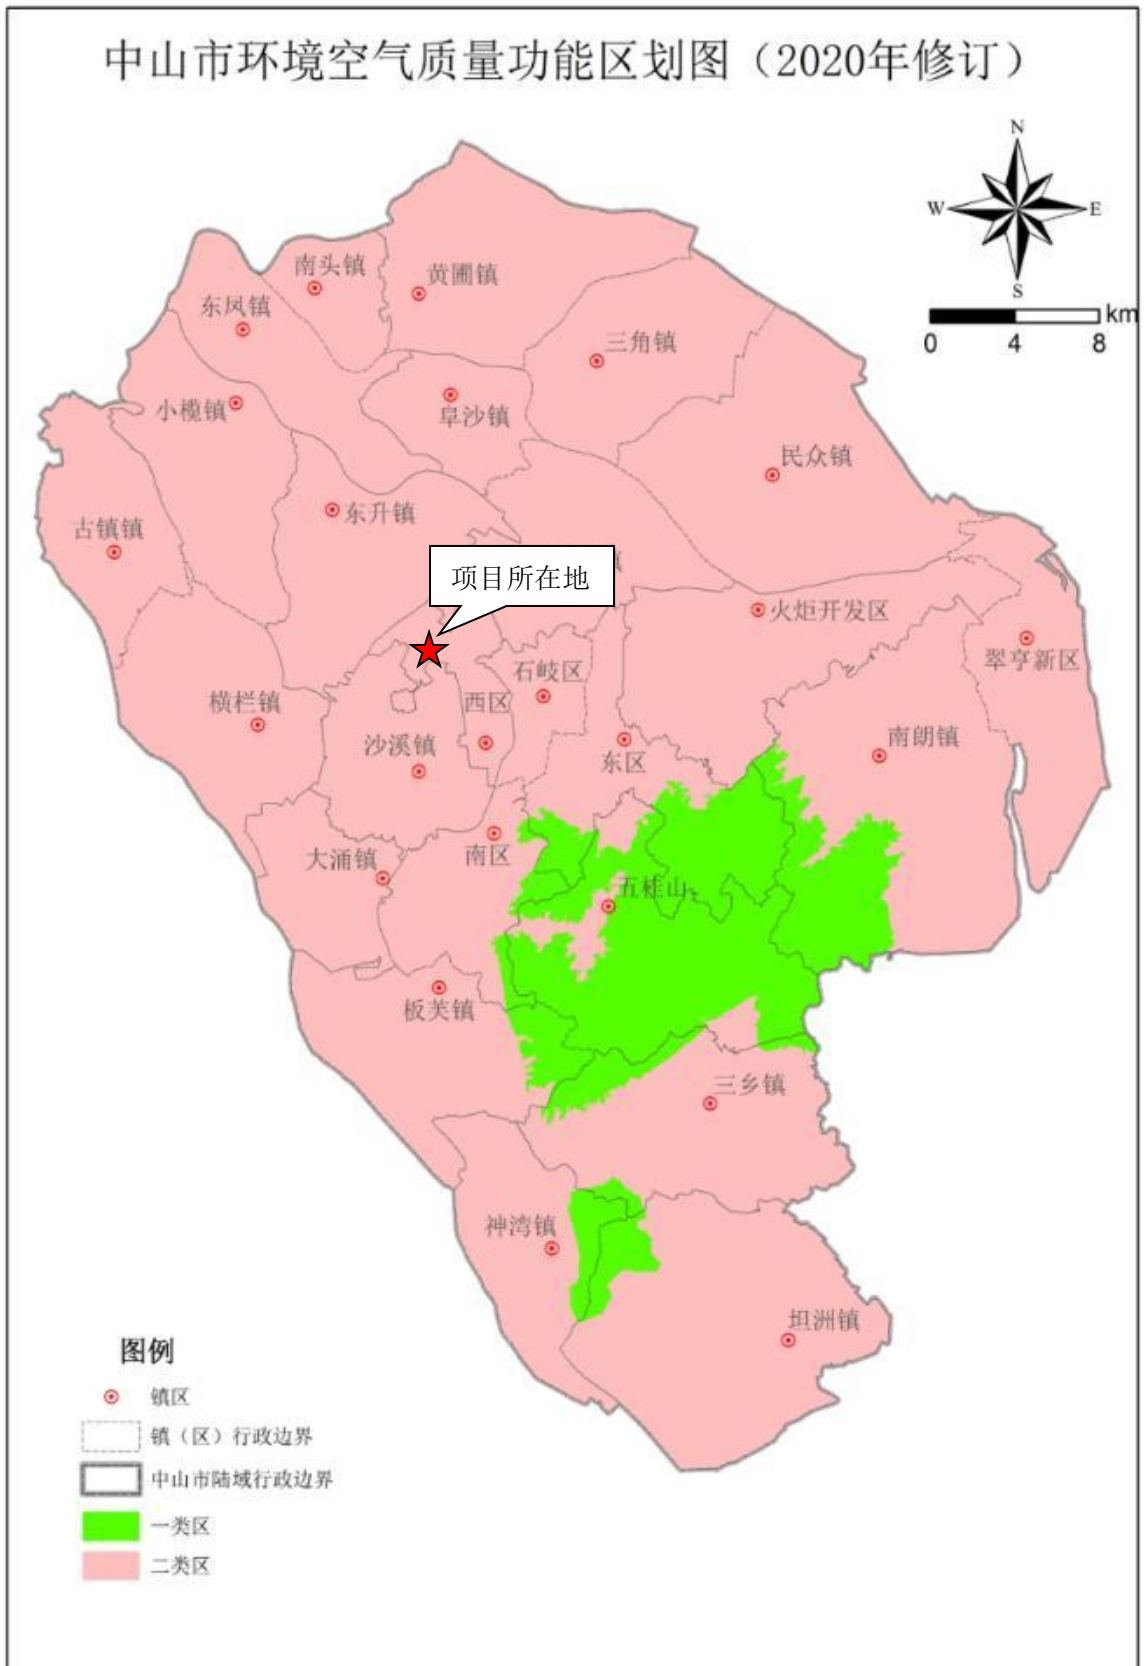 中山市环境空气质量功能区划图（2020年修订）
N
W
E
S
km
0
4
8
南头镇
黄圃镇
东凤镇
三角镇
小榄镇
阜沙镇
民众镇
东升镇
古镇镇
项目所在地
火炬开发区
翠亨新区
石岐区
横栏镇
西区
沙溪镇
东区
南朗镇
南区
大涌镇
五桂山
板芙镇
三乡镇
神湾镇
坦洲镇
图例
镇区
镇（区）行政边界
中山市陆域行政边界
一类区
二类区